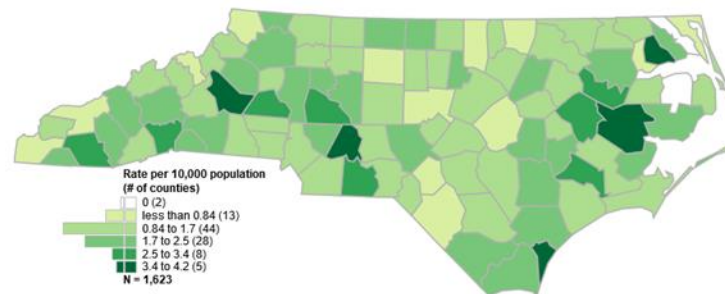 Rate per 10,000 population
(# of counties)
0 (2)
less than 0.84 (13)
0.84 to 1.7 (44)
1.7 to 2.5 (28)
2.5 to 3.4 (8)
3.4 to 4.2 (5)
N = 1,623